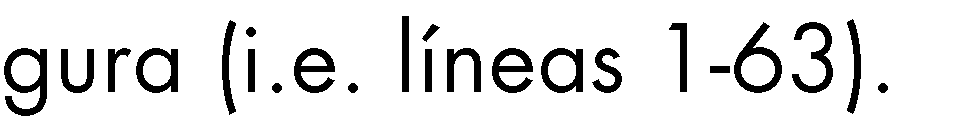 gura (i.e. líneas 1-63).